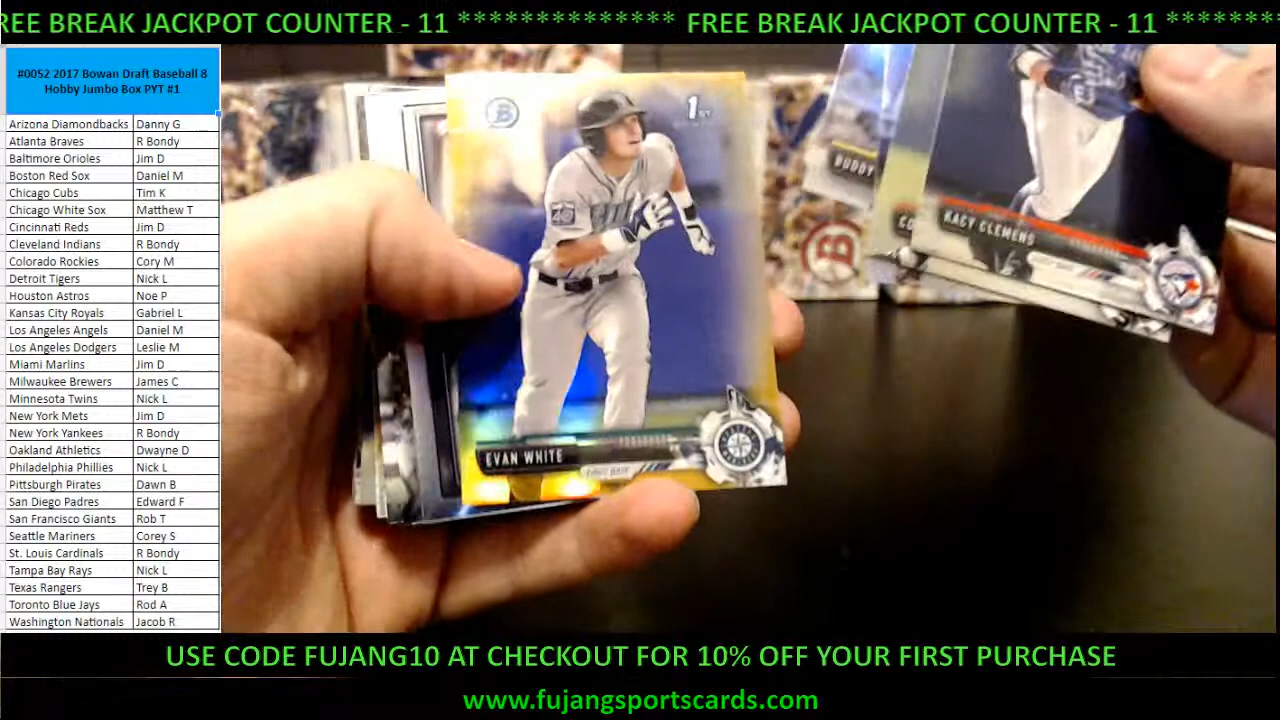 REE BREAK JACKPOT COUNTER - 11 ************** FREE BREAK JACKPOT COUNTER - 11 *******
#0052 2017 Bowan Draft Baseball 8
Hobby Jumbo Box PYT #1
Arizona Diamondbacks Danny G
Atlanta Braves R Bondy
Baltimore Orioles Jim D
Boston Red Sox Daniel M
Chicago Cubs Tim K
Chicago White Sox Matthew T
Cincinnati Reds Jim D
Cleveland Indians R Bondy
Colorado Rockies Cory M
Detroit Tigers Nick L
Houston Astros Noe P
Kansas City Royals Gabriel L
Los Angeles Angels Daniel M
Los Angeles Dodgers Leslie M
Miami Marlins Jim D
Milwaukee Brewers James C
Minnesota Twins Nick L
New York Mets Jim D
New York Yankees R Bondy
Oakland Athletics Dwayne D
Philadelphia Phillies Nick L
Pittsburgh Pirates Dawn B
San Diego Padres Edward F
San Francisco Giants Rob T
Seattle Mariners Corey S
St. Louis Cardinals R Bondy
Tampa Bay Rays Nick L
Texas Rangers Trey B
Toronto Blue Jays Rod A
Washington Nationals Jacob R
B
1ST
EVAN WHITE
BUDDY
CO
KACY CLEMENS
B
USE CODE FUJANG10 AT CHECKOUT FOR 10% OFF YOUR FIRST PURCHASE
www.fujangsportscards.com